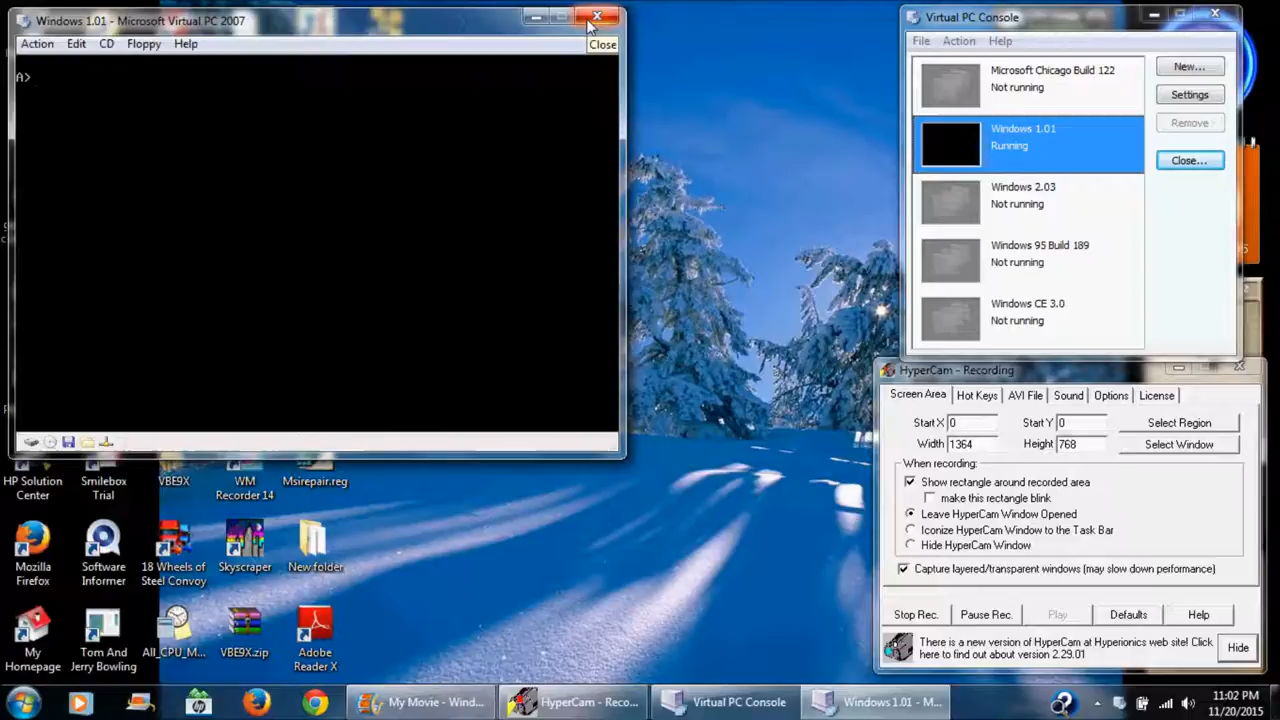 Windows 1.01 - Microsoft Virtual PC 2007
Action Edit CD Floppy Help
Close
A>
Virtual PC Console
File Action Help
Microsoft Chicago Build 122
Not running
Windows 1.01
Running
Windows 2.03
Not running
Windows 95 Build 189
Not running
Windows CE 3.0
Not running
New...
Settings
Remove
Close...
HyperCam - Recording
Screen Area Hot Keys AVI File Sound Options License
Start X 0 Start Y 0 Select Region
Width 1364 Height 768 Select Window
When recording:
Show rectangle around recorded area
make this rectangle blink
Leave HyperCam Window Opened
Iconize HyperCam Window to the Task Bar
Hide HyperCam Window
Capture layered/transparent windows (may slow down performance)
Stop Rec. Pause Rec. Play Defaults Help
There is a new version of HyperCam at Hyperionics web site! Click
here to find out about version 2.29.01
Hide
HP Solution
Center
Smilebox
Trial
VBE9X
WM
Recorder 14
Msirepair.reg
Mozilla
Firefox
Software
Informer
18 Wheels of
Steel Convoy
Skyscraper
New folder
My
Homepage
Tom And
Jerry Bowling
All_CPU_M...
VBE9X.zip
Adobe
Reader X
My Movie - Wind...
HyperCam - Reco...
Virtual PC Console
Windows 1.01 - M...
11:02 PM
11/20/2015